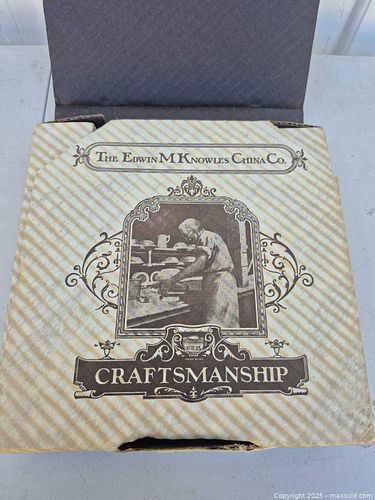 THE EDWIN M. KNOWLES CHINA CO.
CRAFTSMANSHIP
Copyright 2025 - maxsold.com